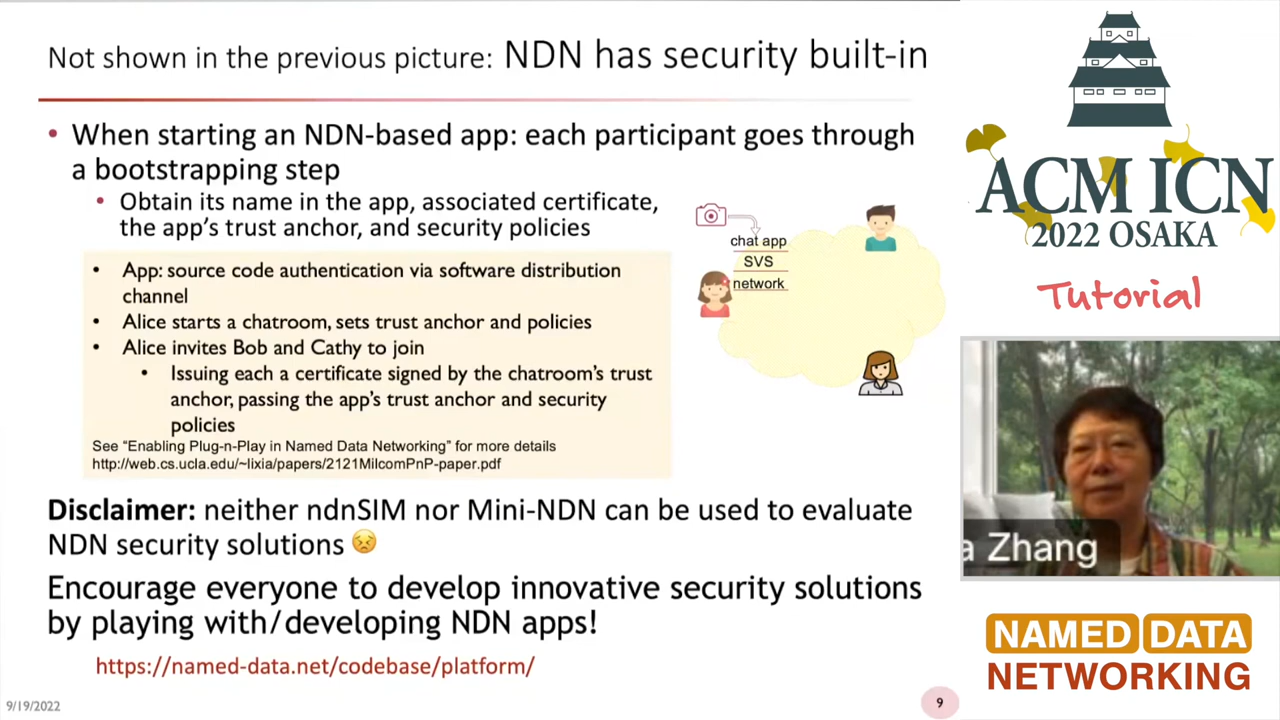 Not shown in the previous picture: NDN has security built-in
• When starting an NDN-based app: each participant goes through
a bootstrapping step
• Obtain its name in the app, associated certificate,
the app's trust anchor, and security policies
• App: source code authentication via software distribution
channel
• Alice starts a chatroom, sets trust anchor and policies
• Alice invites Bob and Cathy to join
• Issuing each a certificate signed by the chatroom's trust
anchor, passing the app's trust anchor and security
policies
See "Enabling Plug-n-Play in Named Data Networking" for more details
http://web.cs.ucla.edu/~lixia/papers/2121MilcomPnP-paper.pdf
chat app
SVS
network
Disclaimer: neither ndnSIM nor Mini-NDN can be used to evaluate
NDN security solutions
Encourage everyone to develop innovative security solutions
by playing with/developing NDN apps!
https://named-data.net/codebase/platform/
9/19/2022
9
ACM ICN
2022 OSAKA
Tutorial
a Zhang
NAMED DATA
NETWORKING